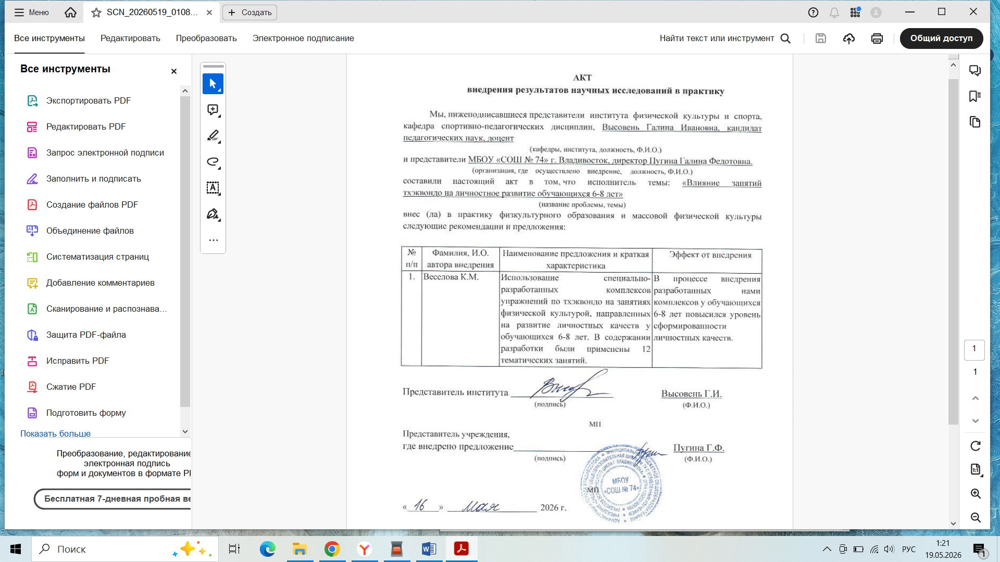 Меню
SCN_20260519_0108...
Создать
Все инструменты
Редактировать
Преобразовать
Электронное подписание
Найти текст или инструмент
Общий доступ
Все инструменты
Экспортировать PDF
Редактировать PDF
Запрос электронной подписи
Заполнить и подписать
Создание файлов PDF
Объединение файлов
Систематизация страниц
Добавление комментариев
Сканирование и распознава...
Защита PDF-файла
Исправить PDF
Сжатие PDF
Подготовить форму
Показать больше
Преобразование, редактирование
электронная подпись
форм и документов в формате
Бесплатная 7-дневная пробная
АКТ
внедрения результатов научных исследований в практику
Мы, нижеподписавшиеся представители института физической культуры и спорта,
кафедра спортивно-педагогических дисциплин, Высовень Галина Ивановна, кандидат
педагогических наук, доцент
(кафедры, института, должность, Ф.И.О.)
и представители МБОУ «СОШ № 74» г. Владивосток, директор Пугина Галина Федотовна.
(организация, где осуществлено внедрение, должность, Ф.И.О.)
составили настоящий акт в том, что исполнитель темы: «Влияние занятий
тхэквондо на личностное развитие обучающихся 6-8 лет»
(название проблемы, темы)
внес (ла) в практику физкультурного образования и массовой физической культуры
следующие рекомендации и предложения:
№ п/п
Фамилия, И.О. автора внедрения
Наименование предложения и краткая характеристика
Эффект от внедрения
1.
Веселова К.М.
Использование специально-
разработанных комплексов
упражнений по тхэквондо на занятиях
физической культурой, направленных
на развитие личностных качеств у
обучающихся 6-8 лет. В содержании
разработки были применены 12
тематических занятий.
В процессе внедрения
разработанных нами
комплексов у обучающихся
6-8 лет повысился уровень
сформированности
личностных качеств.
Представитель института Высовень Г.И.
(подпись) (Ф.И.О.)
МП
Представитель учреждения,
где внедрено предложение Пугина Г.Ф.
(подпись) (Ф.И.О.)
МБОУ
«СОШ № 74»
МП
«16» Мая 2026 г.
1
1
Поиск
РУС
1:21
19.05.2026
1